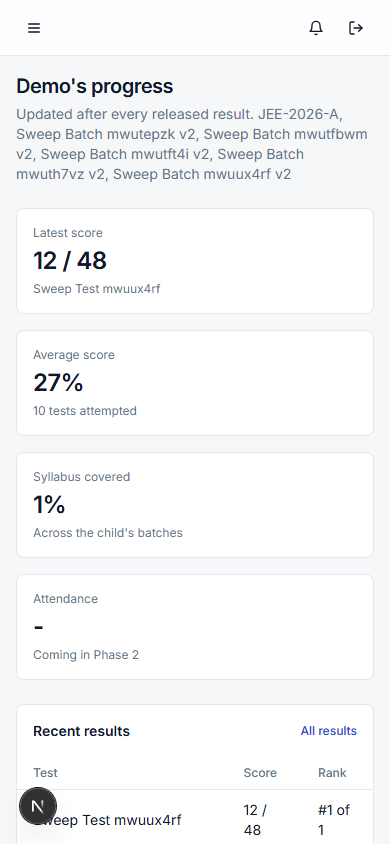 Demo's progress
Updated after every released result. JEE-2026-A,
Sweep Batch mwutepzk v2, Sweep Batch mwutfbwm
v2, Sweep Batch mwutft4i v2, Sweep Batch
mwuth7vz v2, Sweep Batch mwuux4rf v2
Latest score
12 / 48
Sweep Test mwuux4rf
Average score
27%
10 tests attempted
Syllabus covered
1%
Across the child's batches
Attendance
-
Coming in Phase 2
Recent results All results
Test Score Rank
N
Sweep Test mwuux4rf 12 / 48 #1 of 1